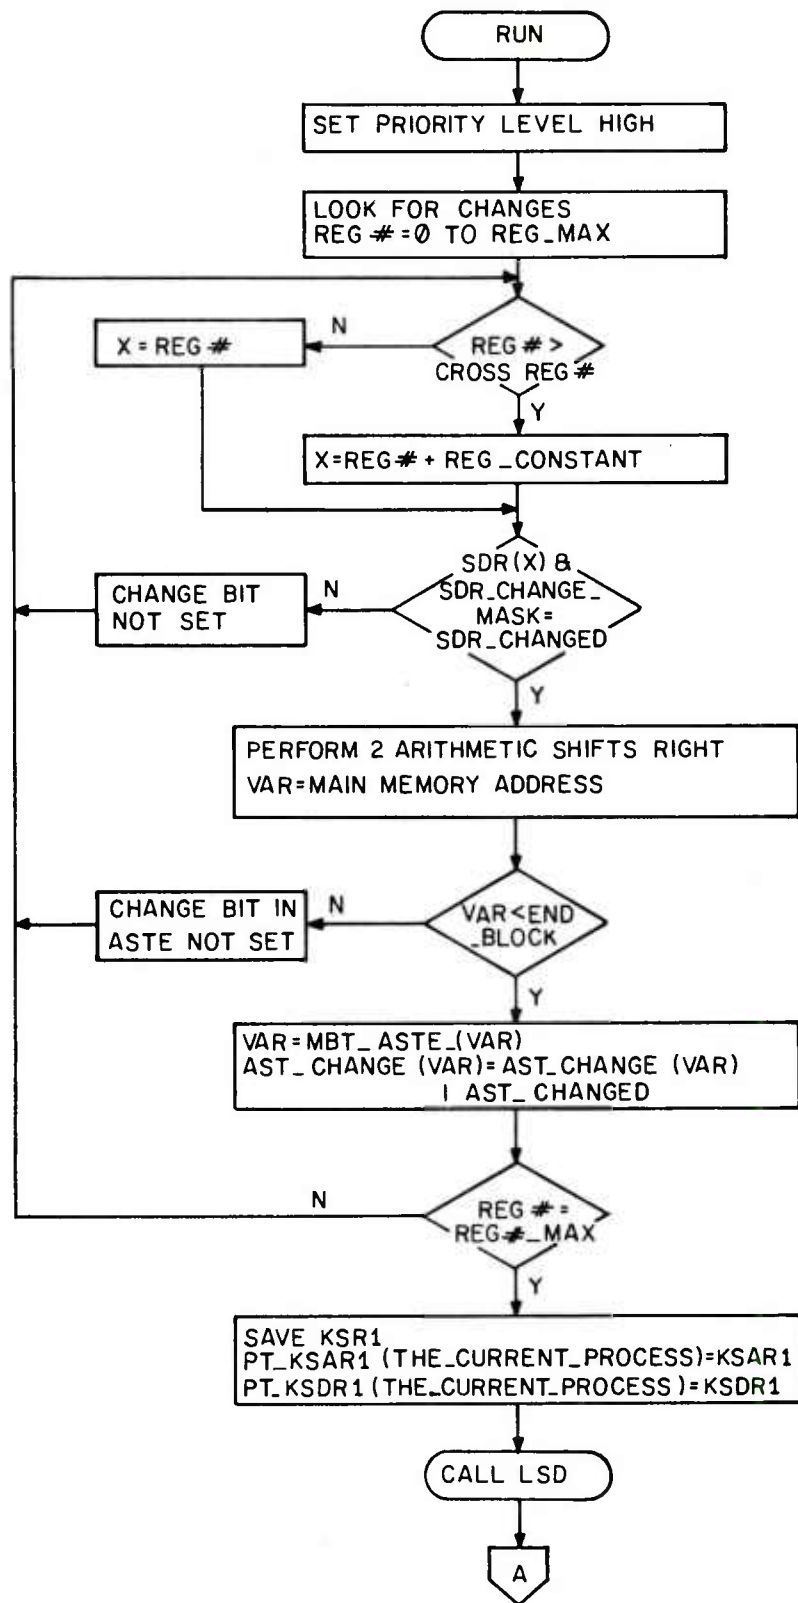 RUN
SET PRIORITY LEVEL HIGH
LOOK FOR CHANGES
REG #=0 TO REG_MAX
N
X = REG #
REG # >
CROSS REG #
Y
X=REG# + REG_CONSTANT
SDR(X) &
SDR_CHANGE_
MASK=
SDR_CHANGED
N
CHANGE BIT
NOT SET
Y
PERFORM 2 ARITHMETIC SHIFTS RIGHT
VAR=MAIN MEMORY ADDRESS
VAR<END
_BLOCK
N
CHANGE BIT IN
ASTE NOT SET
Y
VAR=MBT_ASTE_(VAR)
AST_CHANGE (VAR)=AST_CHANGE (VAR)
| AST_CHANGED
N
REG #=
REG#_MAX
Y
SAVE KSR1
PT_KSAR1 (THE_CURRENT_PROCESS)=KSAR1
PT_KSDR1 (THE_CURRENT_PROCESS)=KSDR1
CALL LSD
A